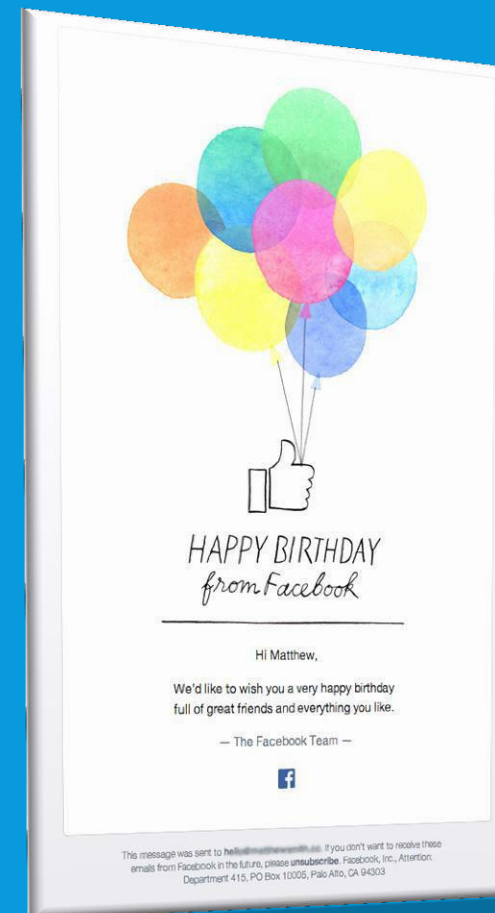 HAPPY BIRTHDAY
from Facebook
Hi Matthew,
We'd like to wish you a very happy birthday
full of great friends and everything you like.
— The Facebook Team —
f
This message was sent to If you don't want to receive these
emails from Facebook in the future, please unsubscribe. Facebook, Inc., Attention:
Department 415, PO Box 10005, Palo Alto, CA 94303